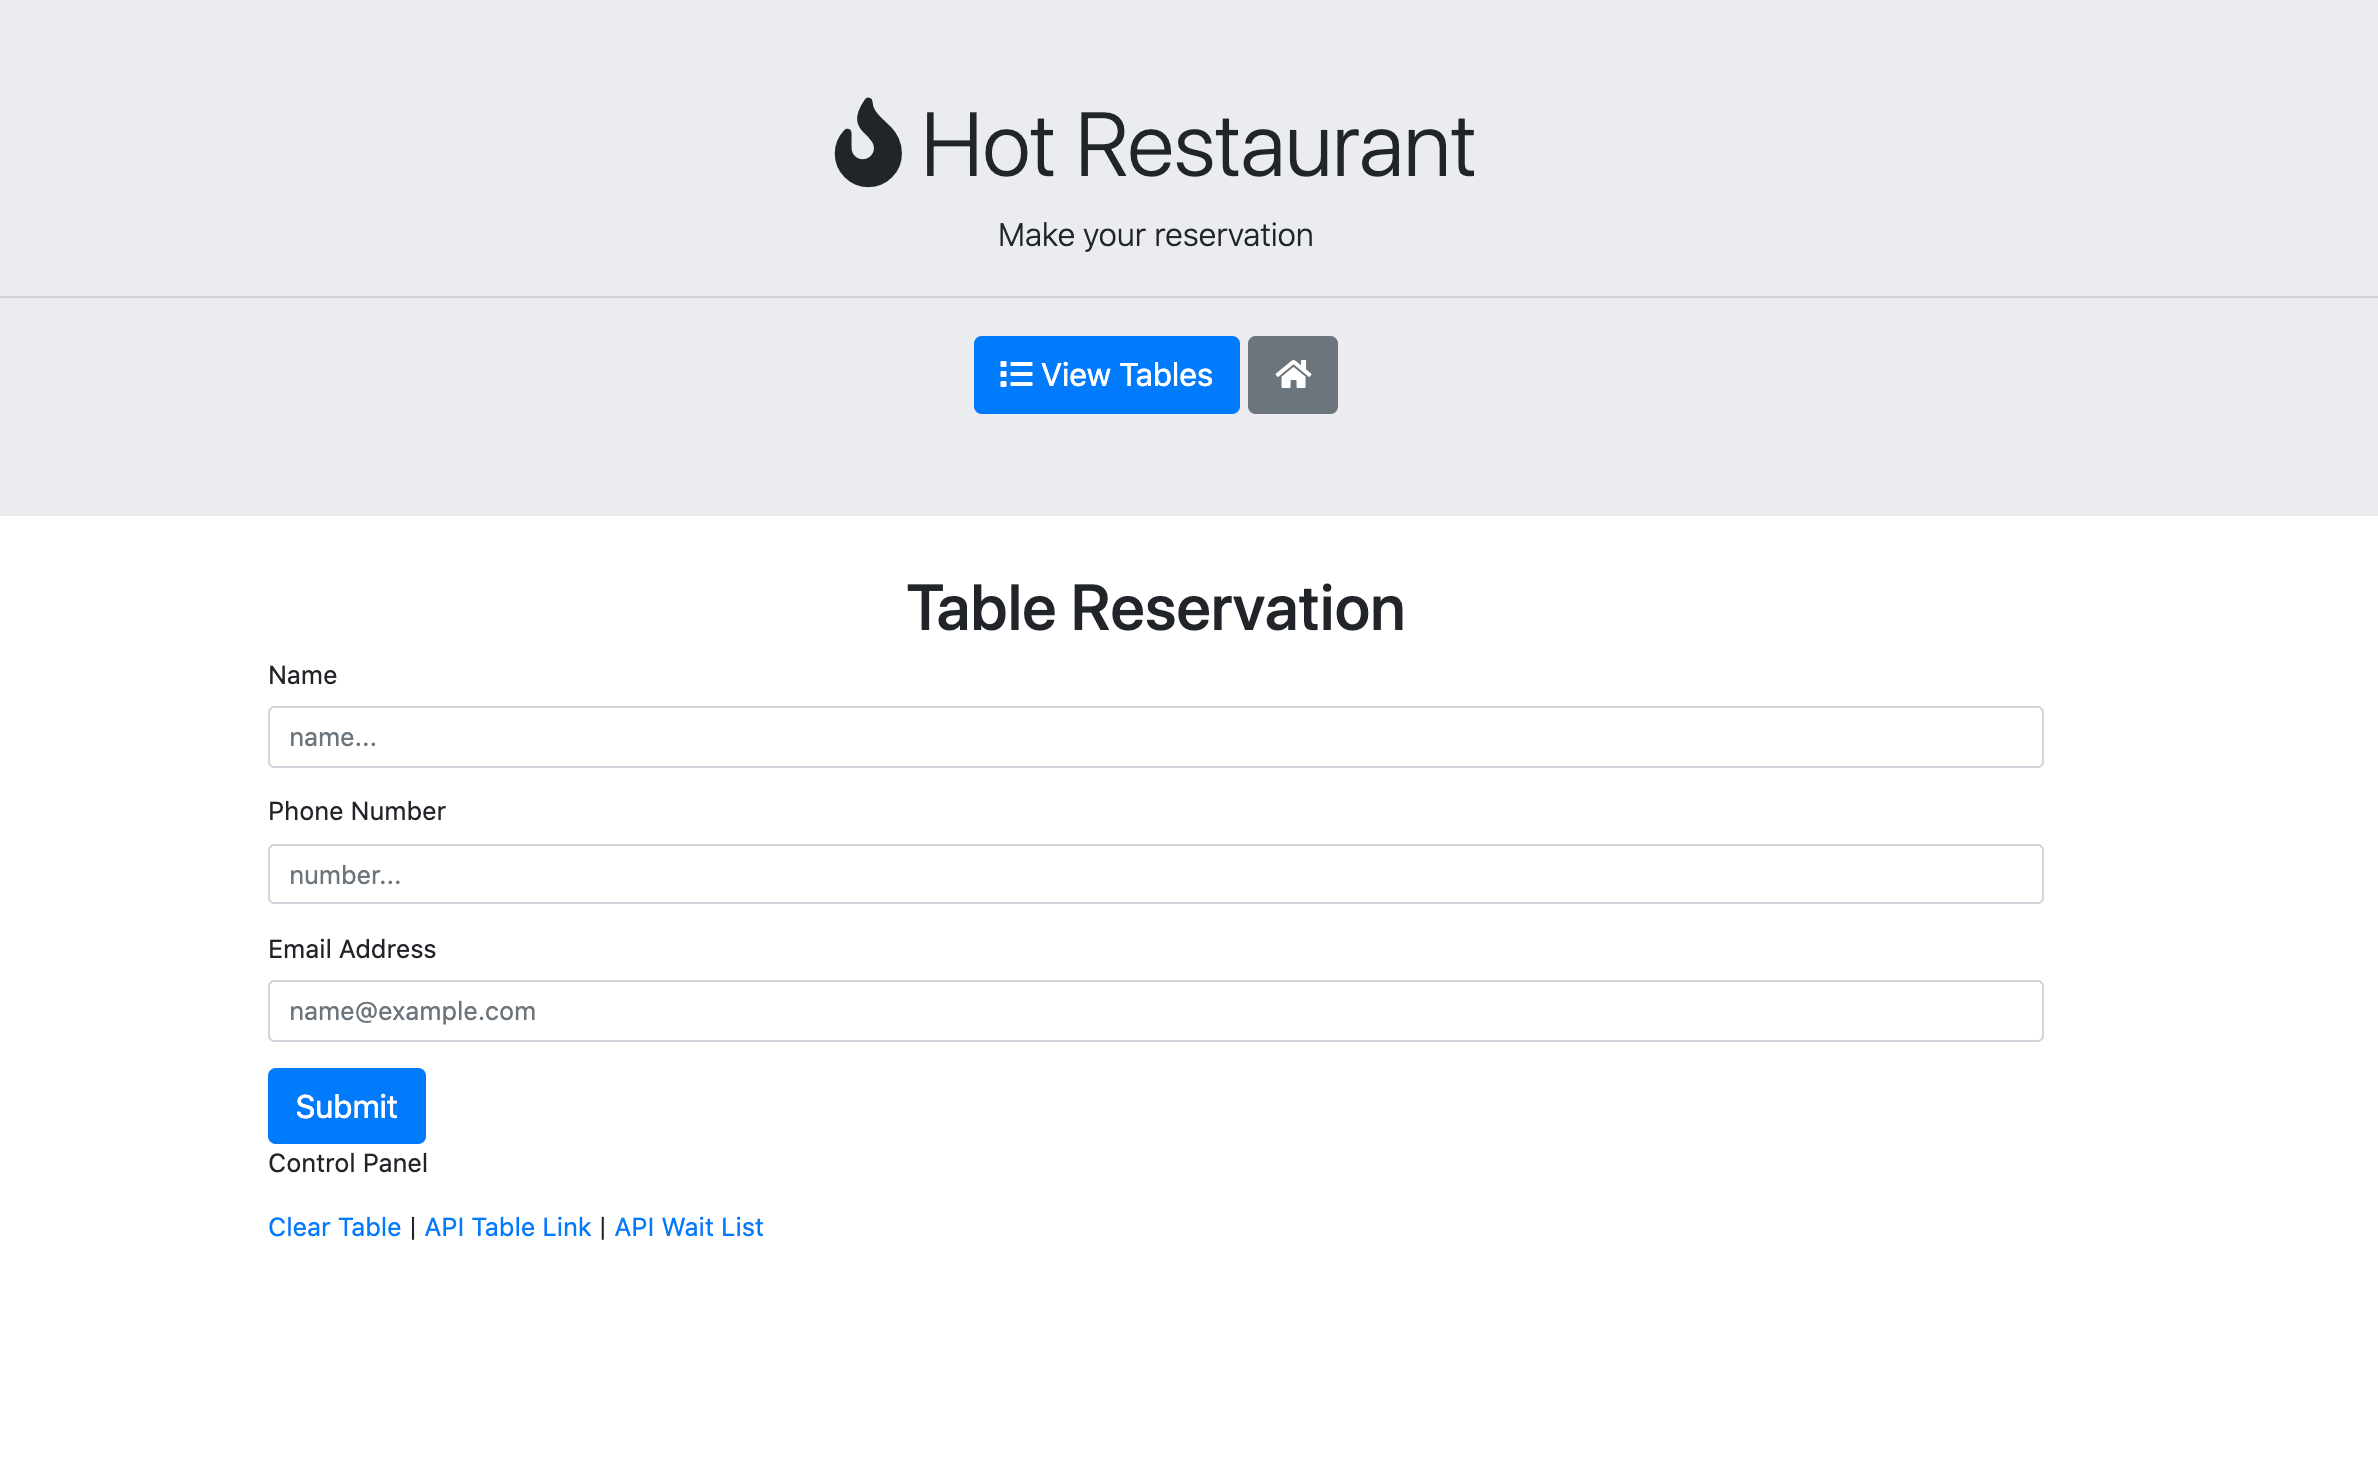 Hot Restaurant
Make your reservation
View Tables
Table Reservation
Name
name...
Phone Number
number...
Email Address
name@example.com
Submit
Control Panel
Clear Table | API Table Link | API Wait List